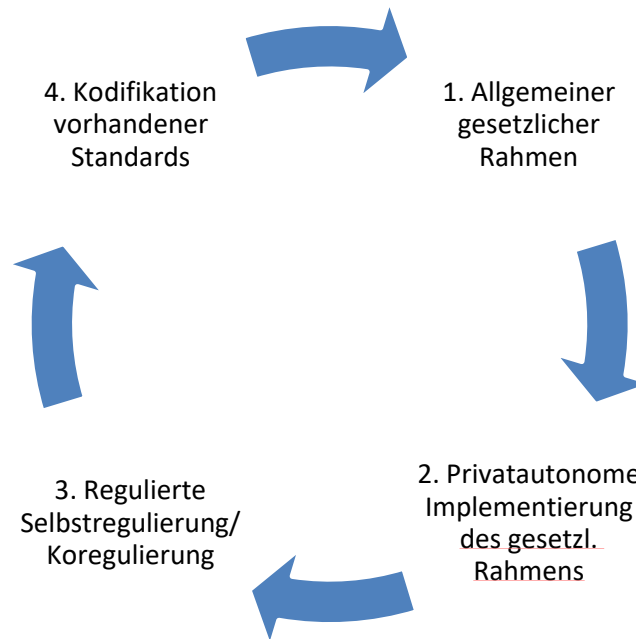 1. Allgemeiner
gesetzlicher
Rahmen
2. Privatautonome
Implementierung
des gesetzl.
Rahmens
3. Regulierte
Selbstregulierung/
Koregulierung
4. Kodifikation
vorhandener
Standards